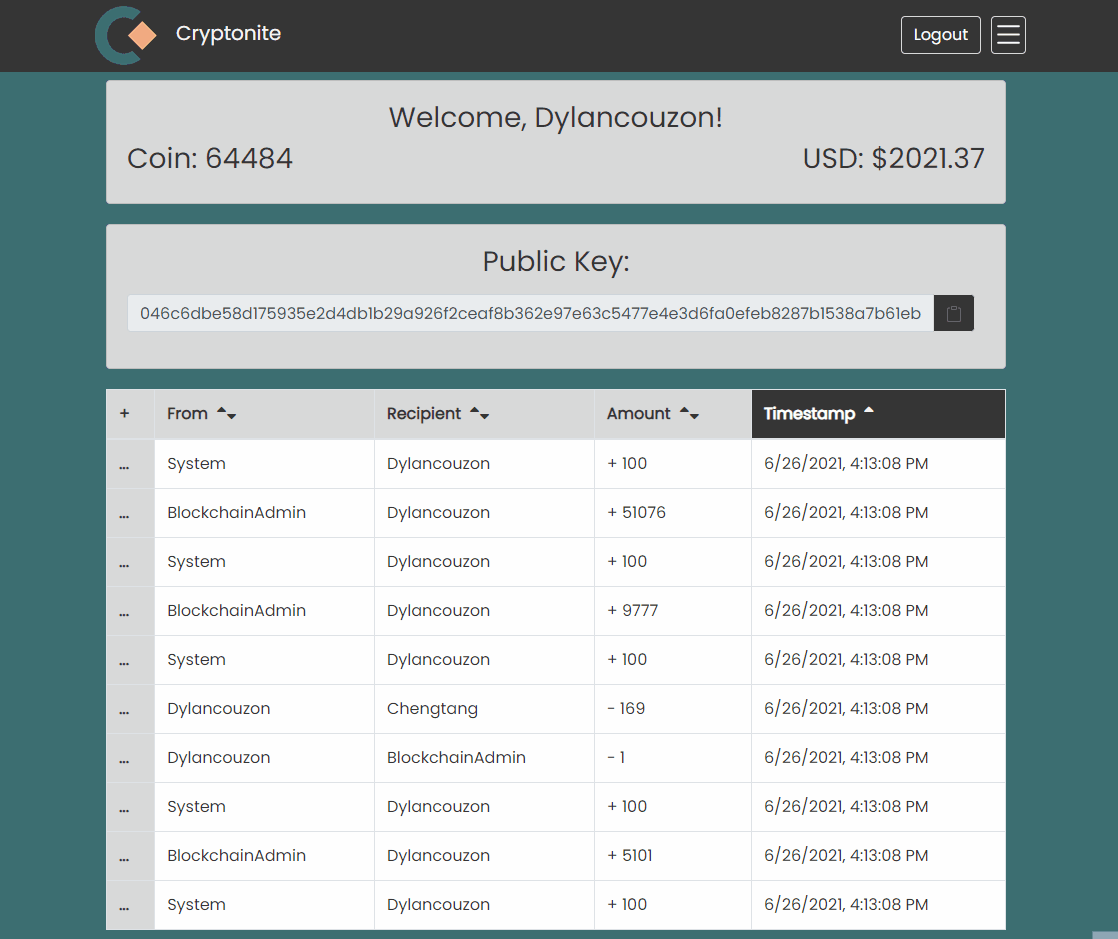 Cryptonite
Logout
Welcome, Dylancouzon!
Coin: 64484 USD: $2021.37
Public Key:
046c6dbe58d175935e2d4db1b29a926f2ceaf8b362e97e63c5477e4e3d6fa0efeb8287b1538a7b61eb
+ From Recipient Amount Timestamp
... System Dylancouzon + 100 6/26/2021, 4:13:08 PM
... BlockchainAdmin Dylancouzon + 51076 6/26/2021, 4:13:08 PM
... System Dylancouzon + 100 6/26/2021, 4:13:08 PM
... BlockchainAdmin Dylancouzon + 9777 6/26/2021, 4:13:08 PM
... System Dylancouzon + 100 6/26/2021, 4:13:08 PM
... Dylancouzon Chengtang - 169 6/26/2021, 4:13:08 PM
... Dylancouzon BlockchainAdmin - 1 6/26/2021, 4:13:08 PM
... System Dylancouzon + 100 6/26/2021, 4:13:08 PM
... BlockchainAdmin Dylancouzon + 5101 6/26/2021, 4:13:08 PM
... System Dylancouzon + 100 6/26/2021, 4:13:08 PM